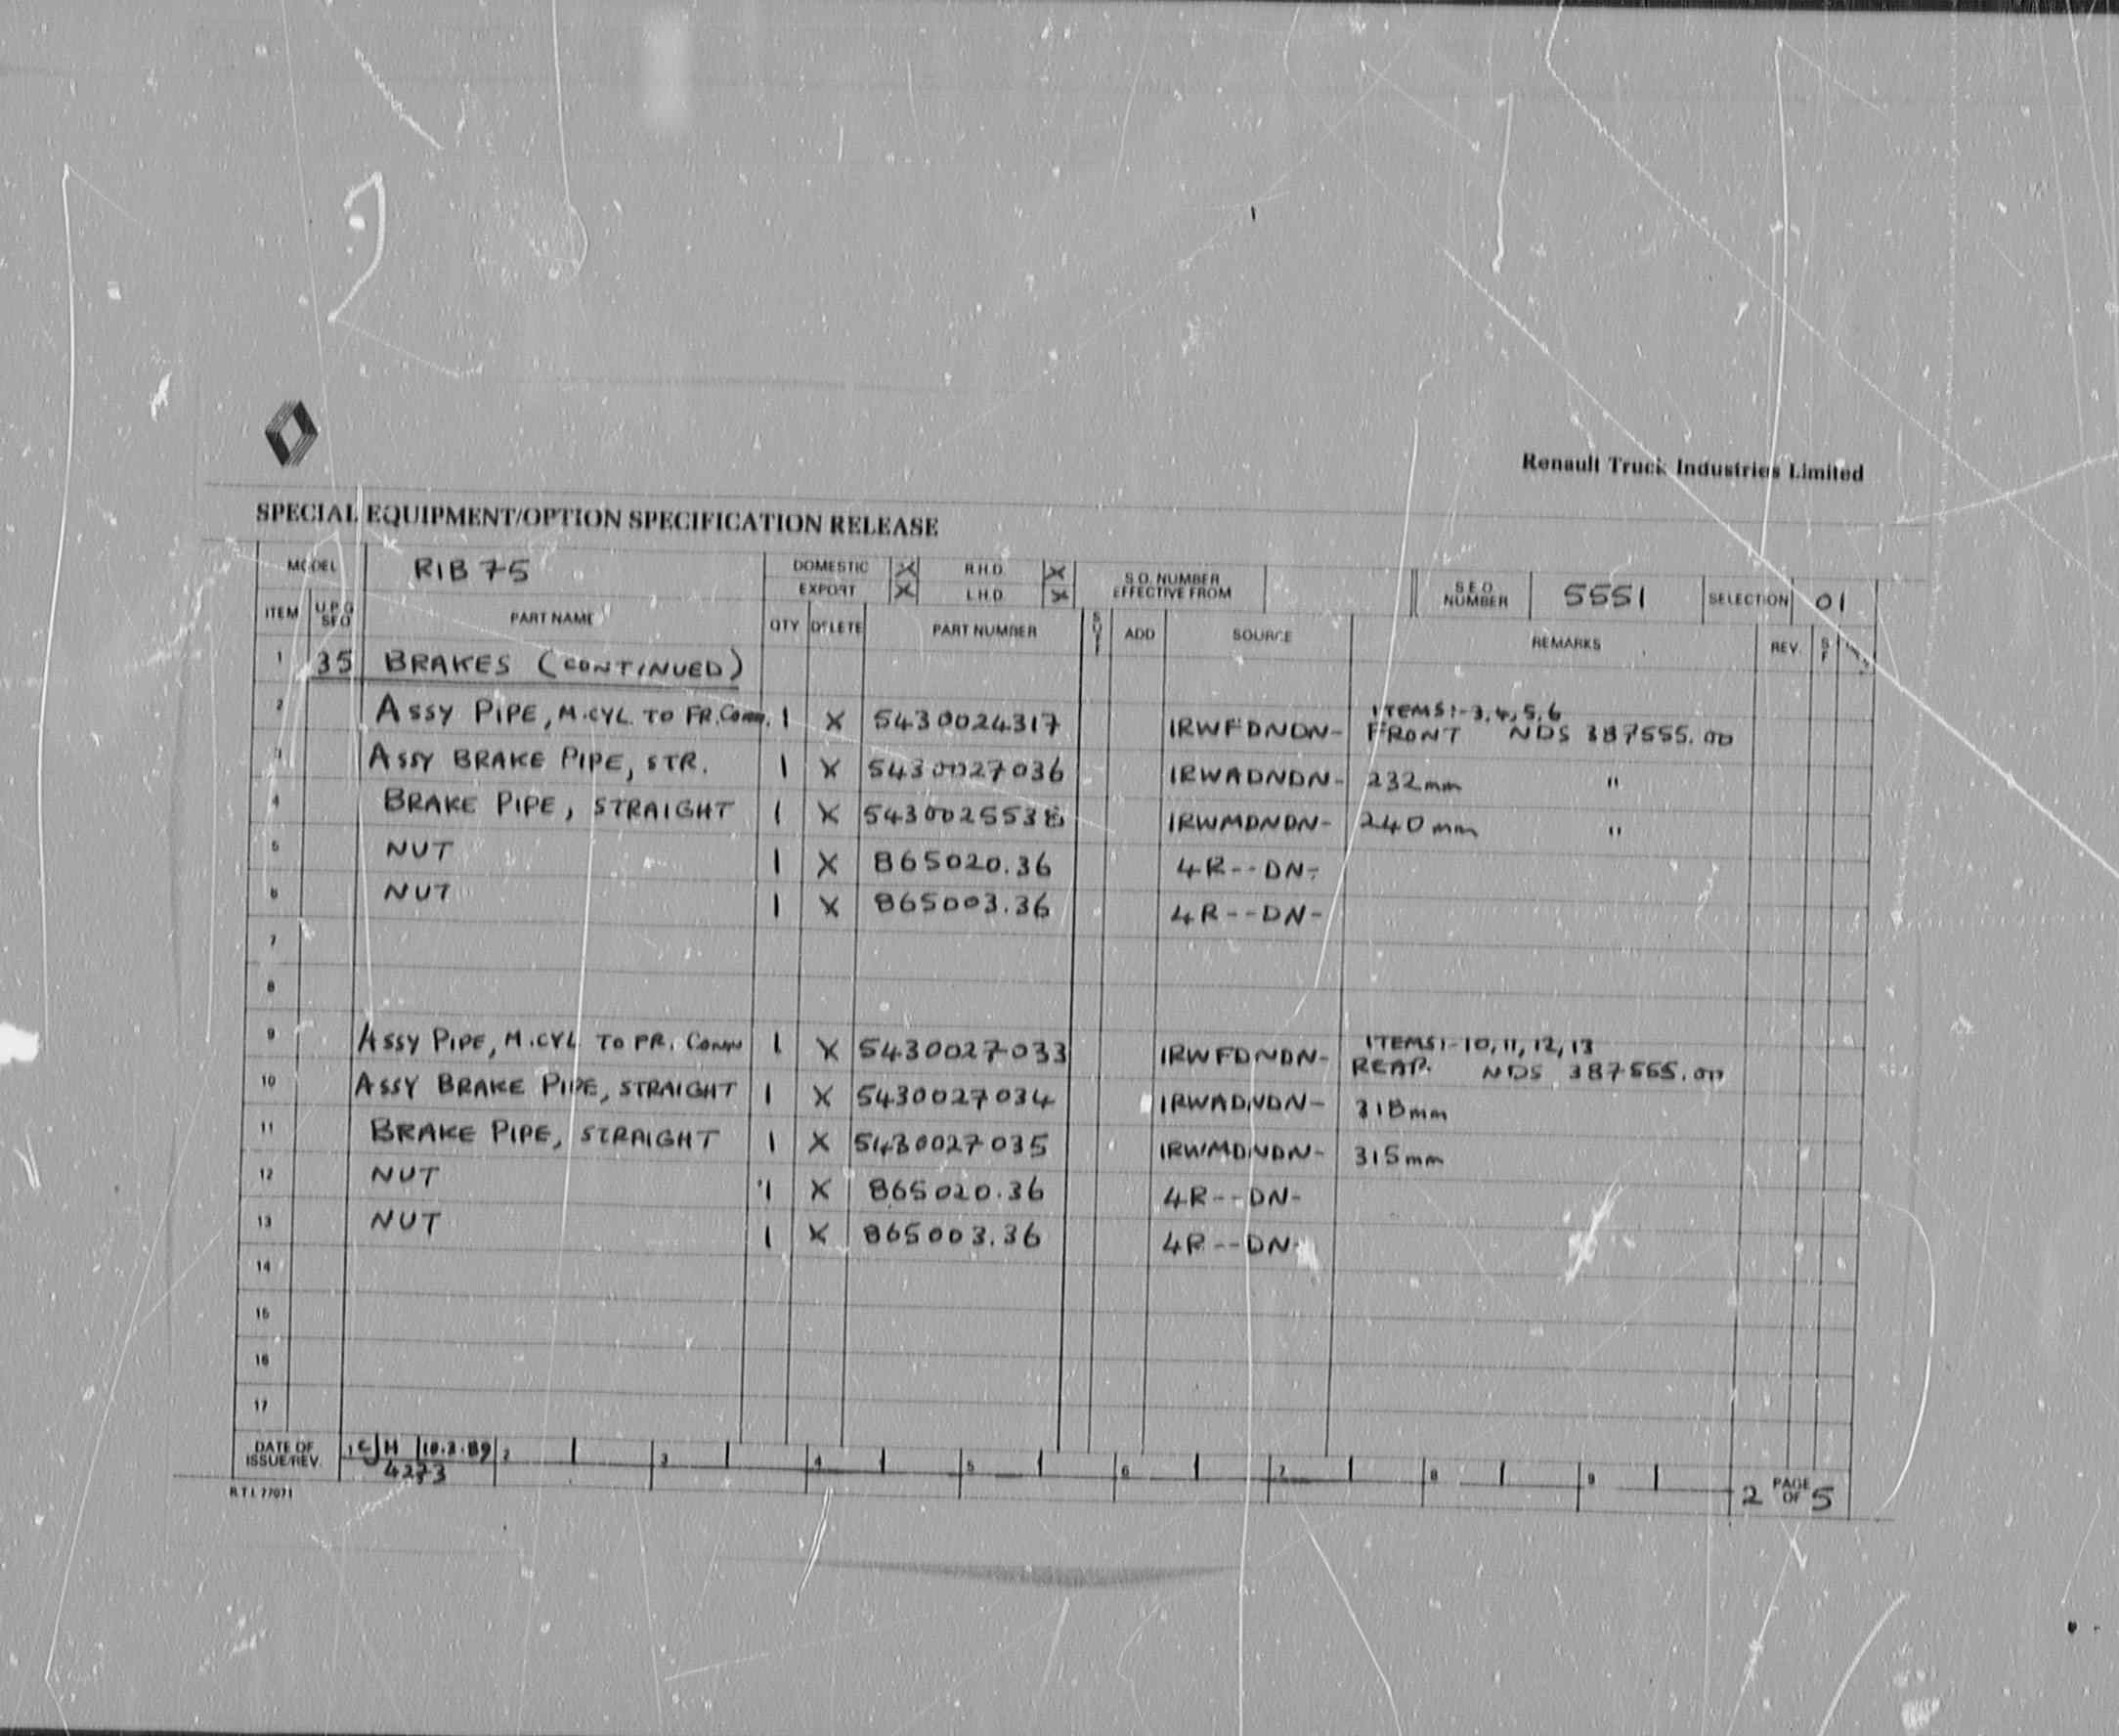 Renault Truck Industries Limited
SPECIAL EQUIPMENT/OPTION SPECIFICATION RELEASE
MODEL R1B75 DOMESTIC X R.H.D. X S.O. NUMBER EFFECTIVE FROM S.E.O. NUMBER 5551 SELECTION 01
EXPORT X L.H.D. X
ITEM U.P.G SFO PART NAME QTY DELETE PART NUMBER ADD SOURCE REMARKS REV. S F
1 35 BRAKES (CONTINUED)
2 ASSY PIPE, M.CYL. TO FR. CONN. 1 X 5430024317 IRWFDNDN- ITEMS:-3,4,5,6
FRONT NDS 387555.00
3 ASSY BRAKE PIPE, STR. 1 X 5430027036 IRWADNDN- 232mm "
4 BRAKE PIPE, STRAIGHT 1 X 5430025538 IRWMDNDN- 240mm "
5 NUT 1 X 865020.36 4R--DN-
6 NUT 1 X 865003.36 4R--DN-
7
8
9 ASSY PIPE, M.CYL TO PR. CONN 1 X 5430027033 IRWFDNDN- ITEMS:-10,11,12,13
REAR. NDS 387555.00
10 ASSY BRAKE PIPE, STRAIGHT 1 X 5430027034 IRWADNDN- 318mm
11 BRAKE PIPE, STRAIGHT 1 X 5430027035 IRWMDNDN- 315mm
12 NUT 1 X 865020.36 4R--DN-
13 NUT 1 X 865003.36 4R--DN-
14
15
16
17
DATE OF ISSUE/REV. 1 CJH 10.3.89 2 3 4 5 6 7 8 9
4273
2 PAGE OF 5
R.T.I. 77071